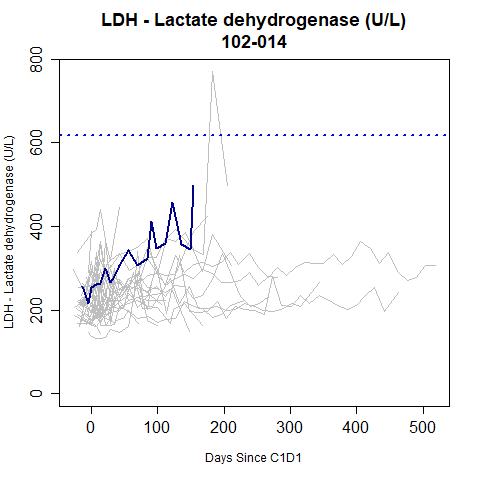 LDH - Lactate dehydrogenase (U/L)
102-014
LDH - Lactate dehydrogenase (U/L)
800
600
400
200
0
0 100 200 300 400 500
Days Since C1D1